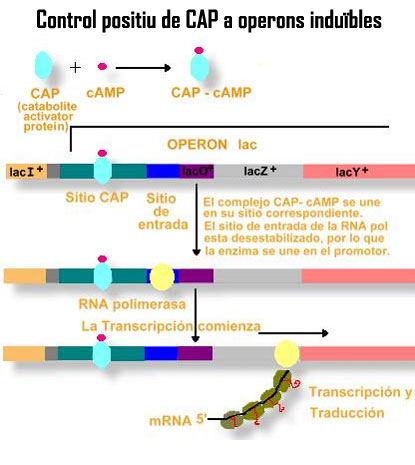 Control positiu de CAP a operons induïbles
CAP
(catabolite
activator
protein)
+
cAMP
CAP - cAMP
OPERON lac
lacI+
lacO+
lacZ+
lacY+
Sitio CAP
Sitio
de
entrada
El complejo CAP- cAMP se une
en su sitio correspondiente.
El sitio de entrada de la RNA pol
esta desestabilizado, por lo que
la enzima se une en el promotor.
RNA polimerasa
La Transcripción comienza
Transcripción y
Traducción
mRNA 5'